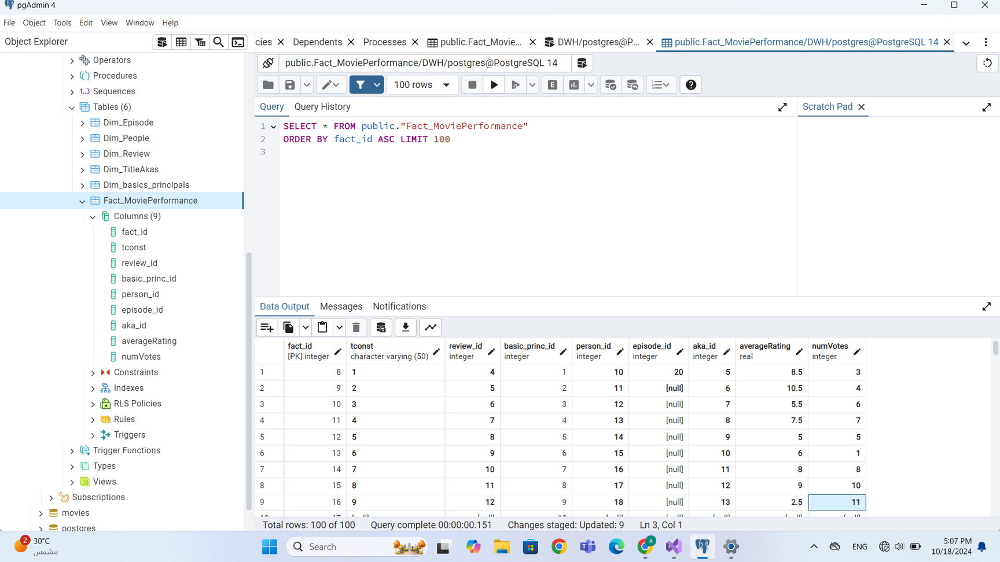 pgAdmin 4
File Object Tools Edit View Window Help
Object Explorer
cies Dependents Processes public.Fact_Movie... DWH/postgres@P... public.Fact_MoviePerformance/DWH/postgres@PostgreSQL 14
public.Fact_MoviePerformance/DWH/postgres@PostgreSQL 14
100 rows
E
Operators
Procedures
1..3 Sequences
Tables (6)
Dim_Episode
Dim_People
Dim_Review
Dim_TitleAkas
Dim_basics_principals
Fact_MoviePerformance
Columns (9)
fact_id
tconst
review_id
basic_princ_id
person_id
episode_id
aka_id
averageRating
numVotes
Constraints
Indexes
RLS Policies
Rules
Triggers
Trigger Functions
Types
Views
Subscriptions
movies
postgres
Query Query History
Scratch Pad
1 SELECT * FROM public."Fact_MoviePerformance"
2 ORDER BY fact_id ASC LIMIT 100
3
Data Output Messages Notifications
fact_id tconst review_id basic_princ_id person_id episode_id aka_id averageRating numVotes
[PK] integer character varying (50) integer integer integer integer integer real integer
1 8 1 4 1 10 20 5 8.5 3
2 9 2 5 2 11 [null] 6 10.5 4
3 10 3 6 3 12 [null] 7 5.5 6
4 11 4 7 4 13 [null] 8 7.5 7
5 12 5 8 5 14 [null] 9 5 5
6 13 6 9 6 15 [null] 10 6 1
7 14 7 10 7 16 [null] 11 8 8
8 15 8 11 8 17 [null] 12 9 10
9 16 9 12 9 18 [null] 13 2.5 11
Total rows: 100 of 100 Query complete 00:00:00.151 Changes staged: Updated: 9 Ln 3, Col 1
2
30°C
مشمس
Search
A
ENG
5:07 PM
10/18/2024